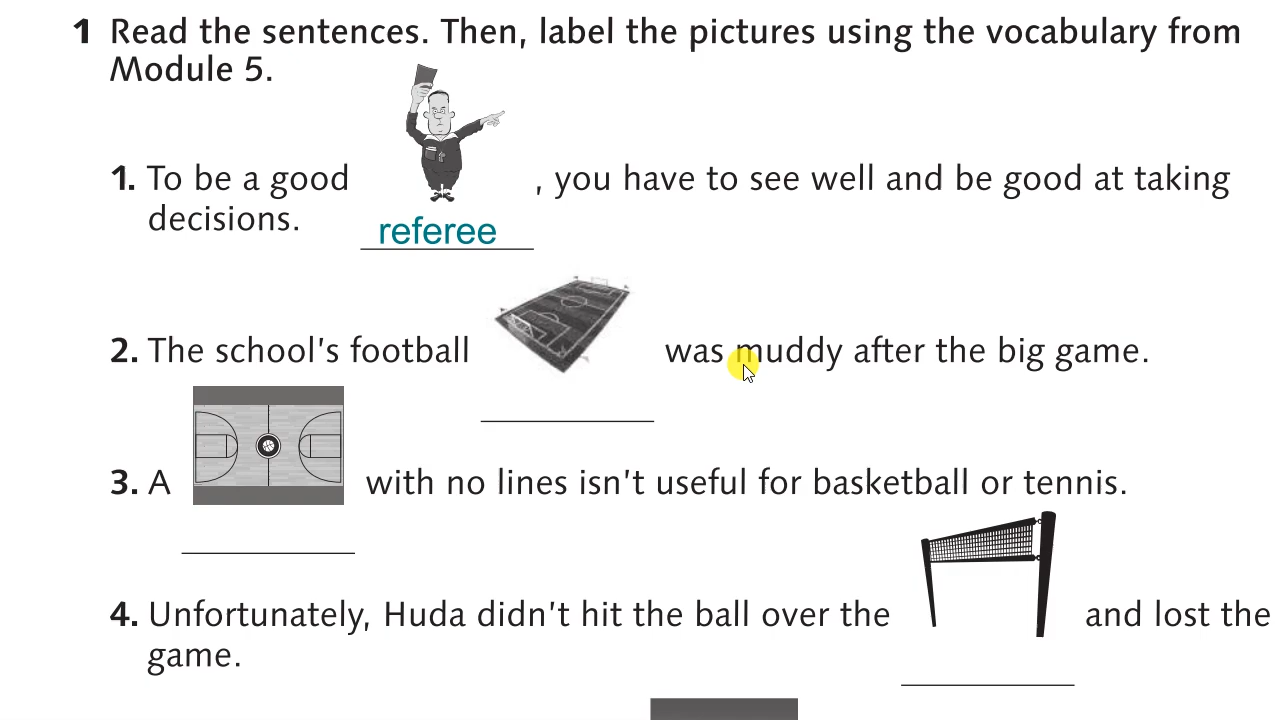 1 Read the sentences. Then, label the pictures using the vocabulary from
Module 5.
1. To be a good , you have to see well and be good at taking
decisions.
referee
2. The school's football was muddy after the big game.
3. A with no lines isn't useful for basketball or tennis.
4. Unfortunately, Huda didn't hit the ball over the and lost the
game.